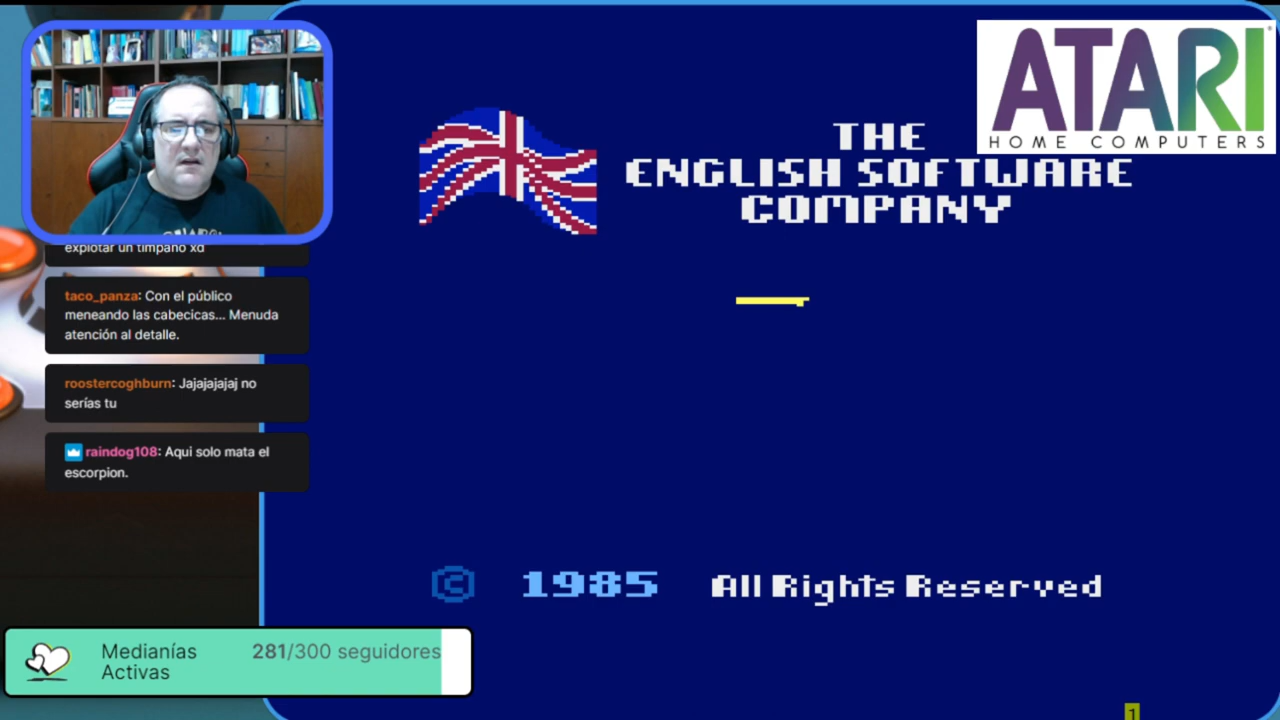 ATARI
HOME COMPUTERS
THE
ENGLISH SOFTWARE
COMPANY
explotar un tímpano xd
taco_panza: Con el público
meneando las cabecicas... Menuda
atención al detalle.
roostercoghburn: Jajajajajaj no
serías tu
raindog108: Aqui solo mata el
escorpion.
© 1985 All Rights Reserved
Medianías
Activas
281/300 seguidores
1